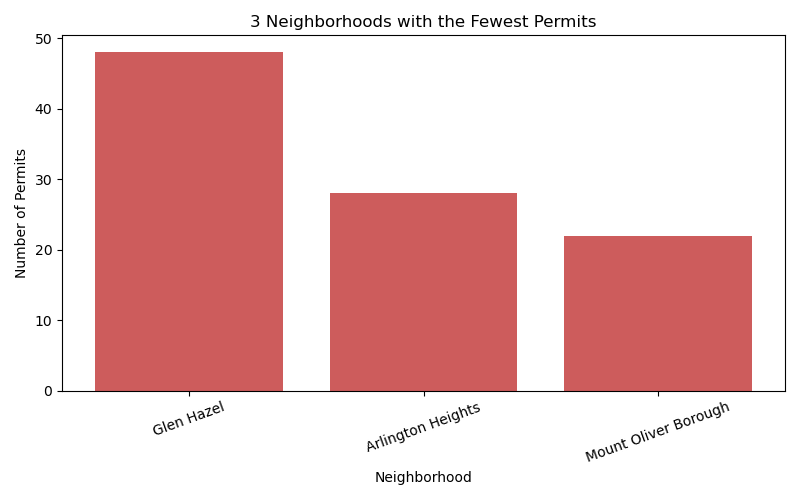 3 Neighborhoods with the Fewest Permits
50
40
30
20
10
0
Number of Permits
Glen Hazel
Arlington Heights
Mount Oliver Borough
Neighborhood